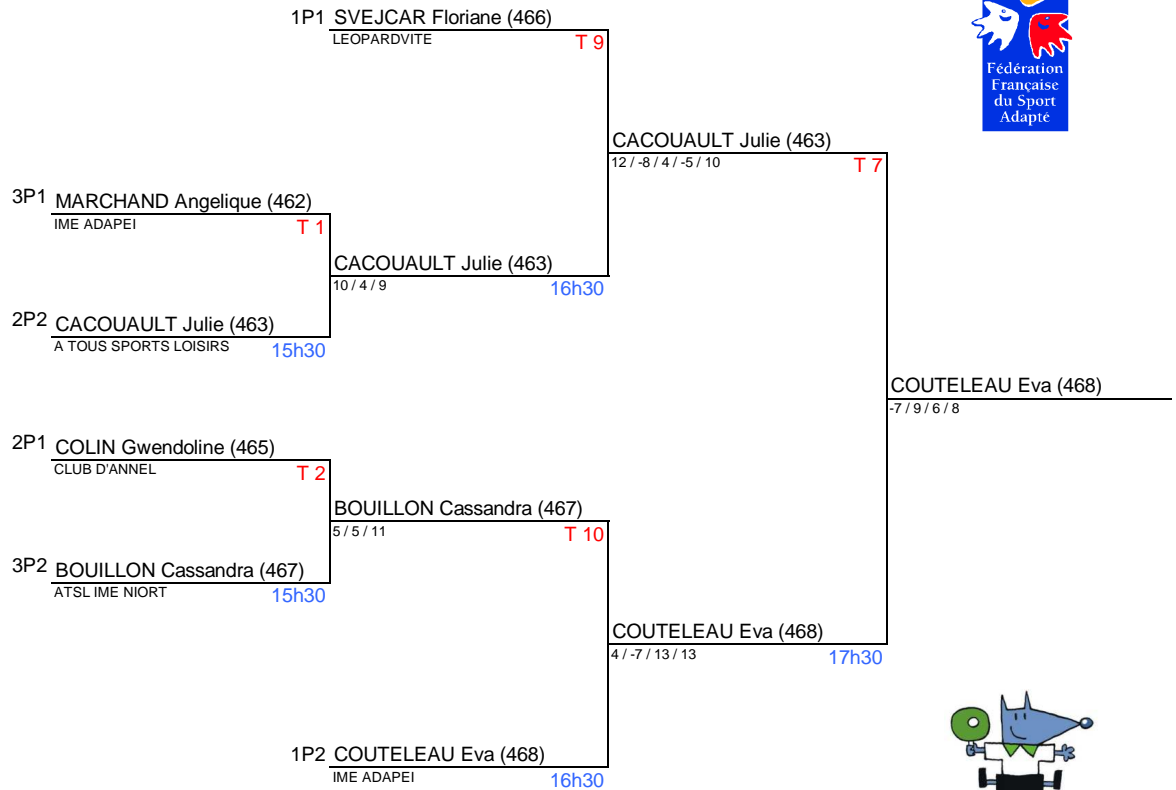 1P1 SVEJCAR Floriane (466)
LEOPARDVITE
T 9
Fédération
Française
du Sport
Adapté
CACOUAULT Julie (463)
12 / -8 / 4 / -5 / 10
T 7
3P1 MARCHAND Angelique (462)
IME ADAPEI
T 1
CACOUAULT Julie (463)
10 / 4 / 9
16h30
2P2 CACOUAULT Julie (463)
A TOUS SPORTS LOISIRS
15h30
COUTELEAU Eva (468)
-7 / 9 / 6 / 8
2P1 COLIN Gwendoline (465)
CLUB D'ANNEL
T 2
BOUILLON Cassandra (467)
5 / 5 / 11
T 10
3P2 BOUILLON Cassandra (467)
ATSL IME NIORT
15h30
COUTELEAU Eva (468)
4 / -7 / 13 / 13
17h30
1P2 COUTELEAU Eva (468)
IME ADAPEI
16h30